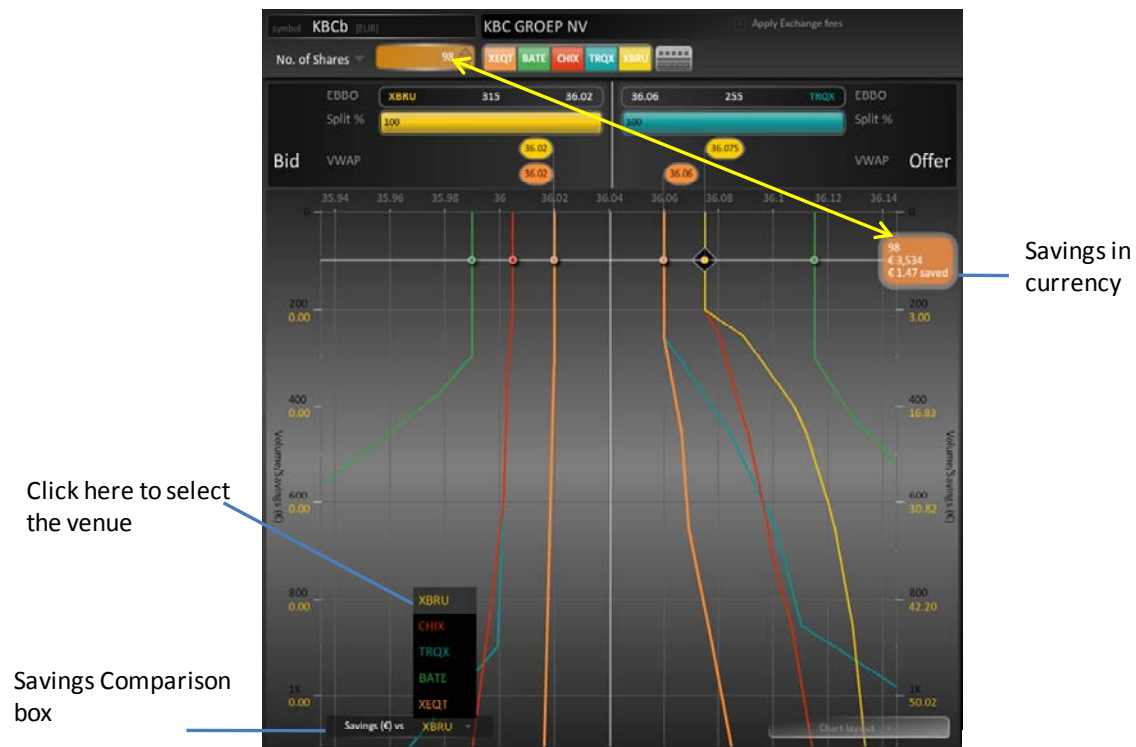 symbol KBCb [EUR] KBC GROEP NV Apply Exchange fees
No. of Shares 98 XEQT BATE CHIX TRQX XBRU
EBBO XBRU 315 36.02 36.06 255 TRQX EBBO
Split % 100 100 Split %
36.02 36.075
Bid VWAP VWAP Offer
36.02 36.06
35.94 35.96 35.98 36 36.02 36.04 36.06 36.08 36.1 36.12 36.14
0 0
98
€ 3,534
€ 1.47 saved
Savings in
currency
200 200
0.00 3.00
400 400
0.00 16.83
Volume/Savings (€) Volume/Savings (€)
Click here to select
the venue
600 600
0.00 30.82
800 800
0.00 42.20
XBRU
CHIX
TRQX
BATE
XEQT
Savings Comparison
box
1K 1K
0.00 50.02
Savings (€) vs XBRU Chart layout